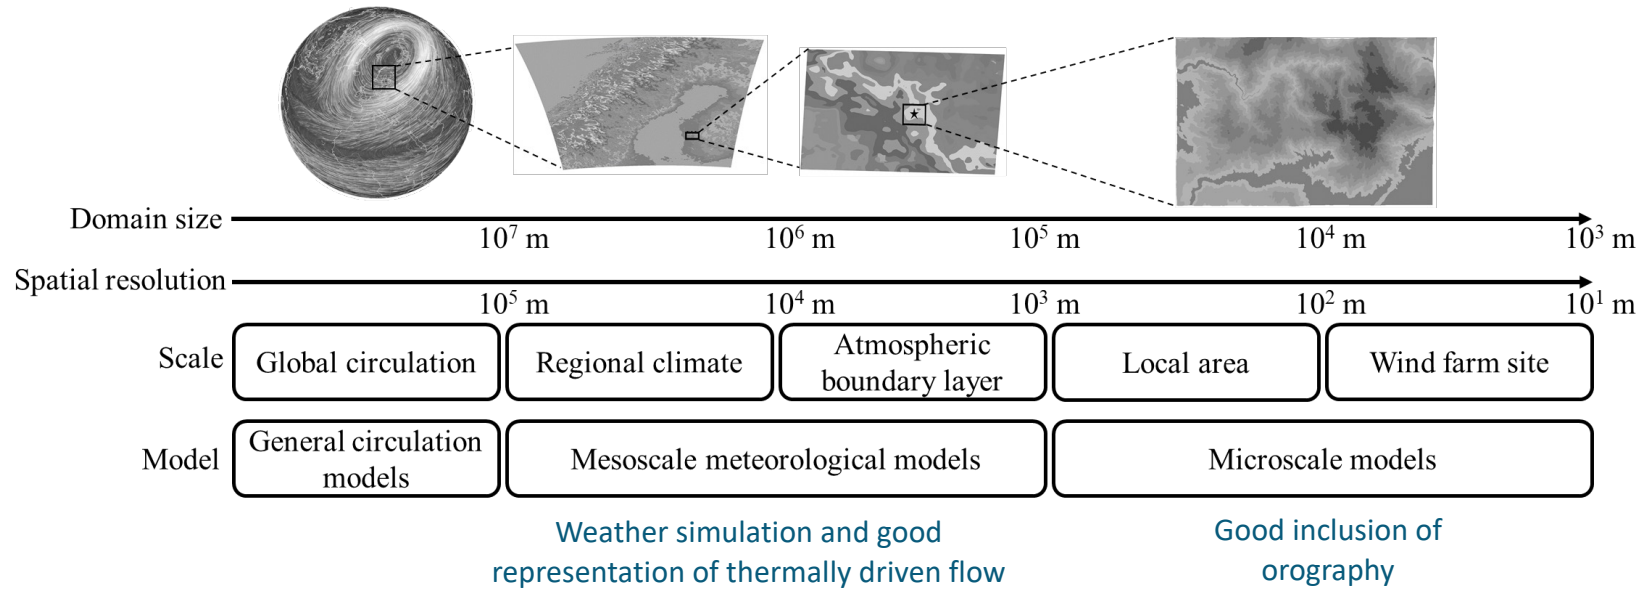 Domain size
10⁷ m 10⁶ m 10⁵ m 10⁴ m 10³ m
Spatial resolution
10⁵ m 10⁴ m 10³ m 10² m 10¹ m
Scale
Global circulation
Regional climate
Atmospheric
boundary layer
Local area
Wind farm site
Model
General circulation
models
Mesoscale meteorological models
Microscale models
Weather simulation and good
representation of thermally driven flow
Good inclusion of
orography